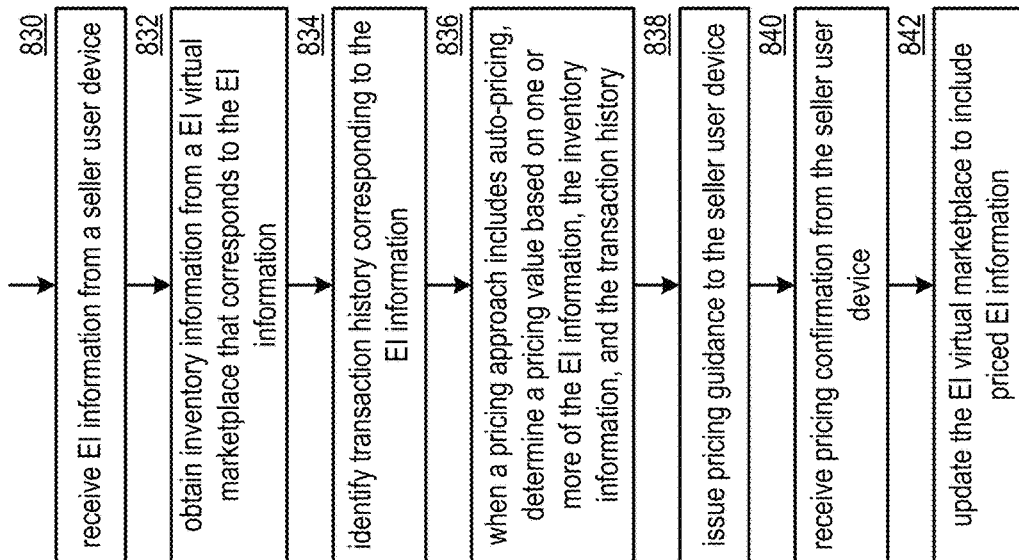 830
receive EI information from a seller user device
832
obtain inventory information from a EI virtual
marketplace that corresponds to the EI
information
834
identify transaction history corresponding to the
EI information
836
when a pricing approach includes auto-pricing,
determine a pricing value based on one or
more of the EI information, the inventory
information, and the transaction history
838
issue pricing guidance to the seller user device
840
receive pricing confirmation from the seller user
device
842
update the EI virtual marketplace to include
priced EI information